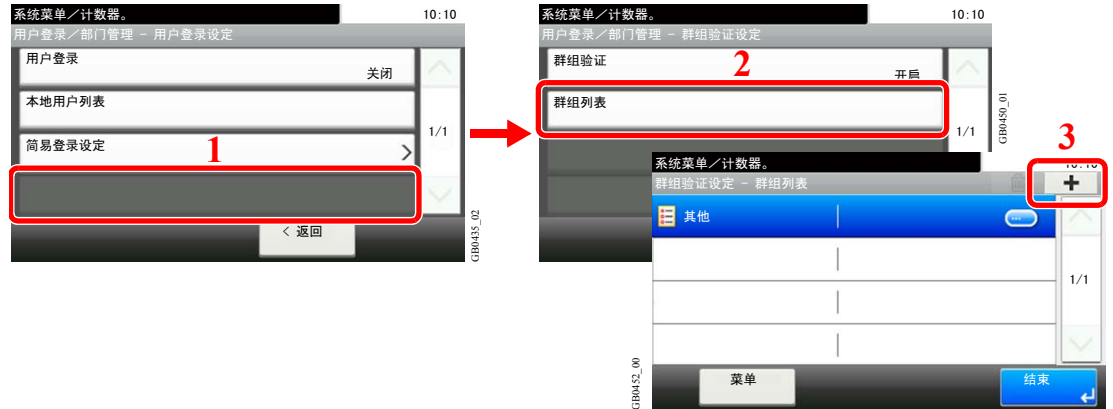 系统菜单／计数器。
10:10
用户登录／部门管理 - 用户登录设定
用户登录
关闭
本地用户列表
1/1
简易登录设定
1
< 返回
GB0435_02
系统菜单／计数器。
10:10
用户登录／部门管理 - 群组验证设定
群组验证
2
开启
群组列表
1/1
GB0450_01
3
系统菜单／计数器。
10:10
群组验证设定 - 群组列表
其他
1/1
菜单
结束
GB0452_00